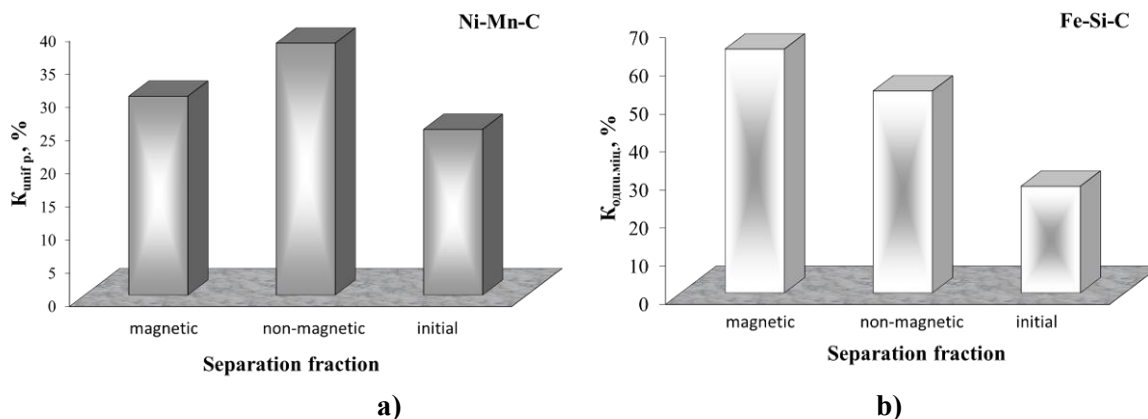 Ni-Mn-C
40
35
30
25
20
15
10
5
0
Kunif p., %
magnetic non-magnetic initial
Separation fraction
a)
Fe-Si-C
70
60
50
40
30
20
10
0
Кодни.міц., %
magnetic non-magnetic initial
Separation fraction
b)